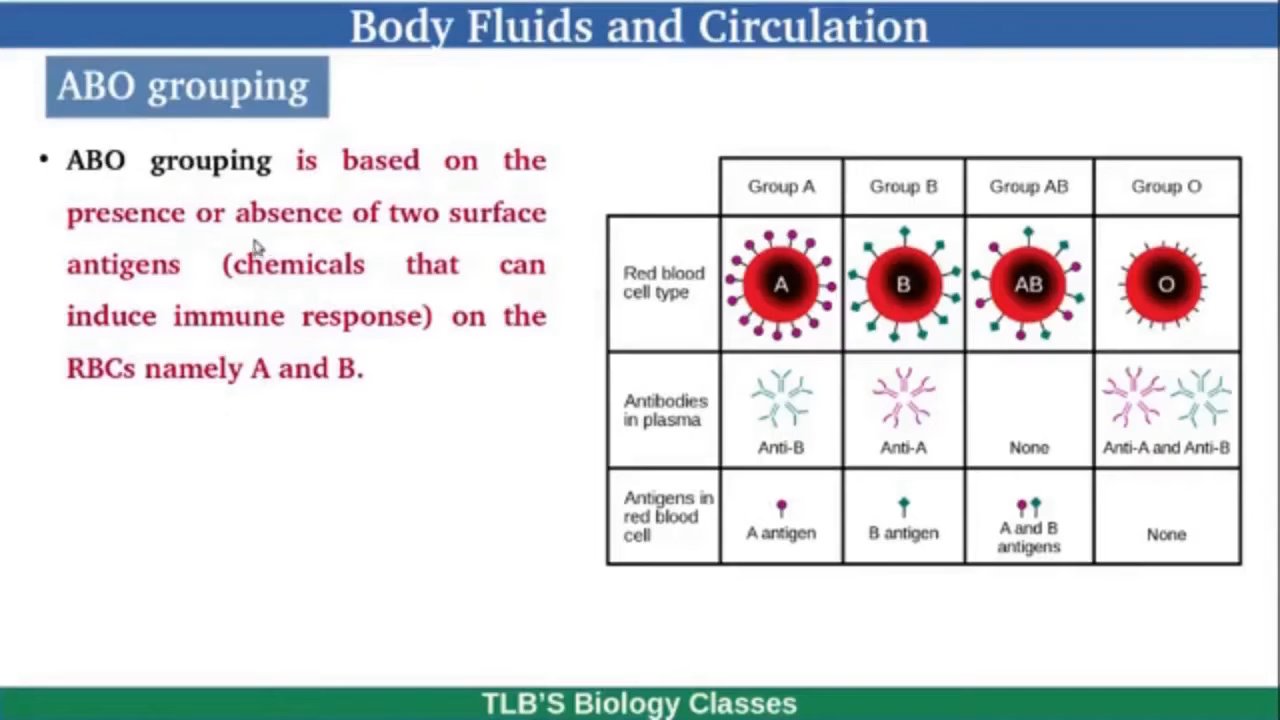 Body Fluids and Circulation
ABO grouping
• ABO grouping is based on the
presence or absence of two surface
antigens (chemicals that can
induce immune response) on the
RBCs namely A and B.
Group A Group B Group AB Group O
Red blood
cell type
A B AB O
Antibodies
in plasma
Anti-B Anti-A None Anti-A and Anti-B
Antigens in
red blood
cell
A antigen B antigen A and B
antigens None
TLB'S Biology Classes